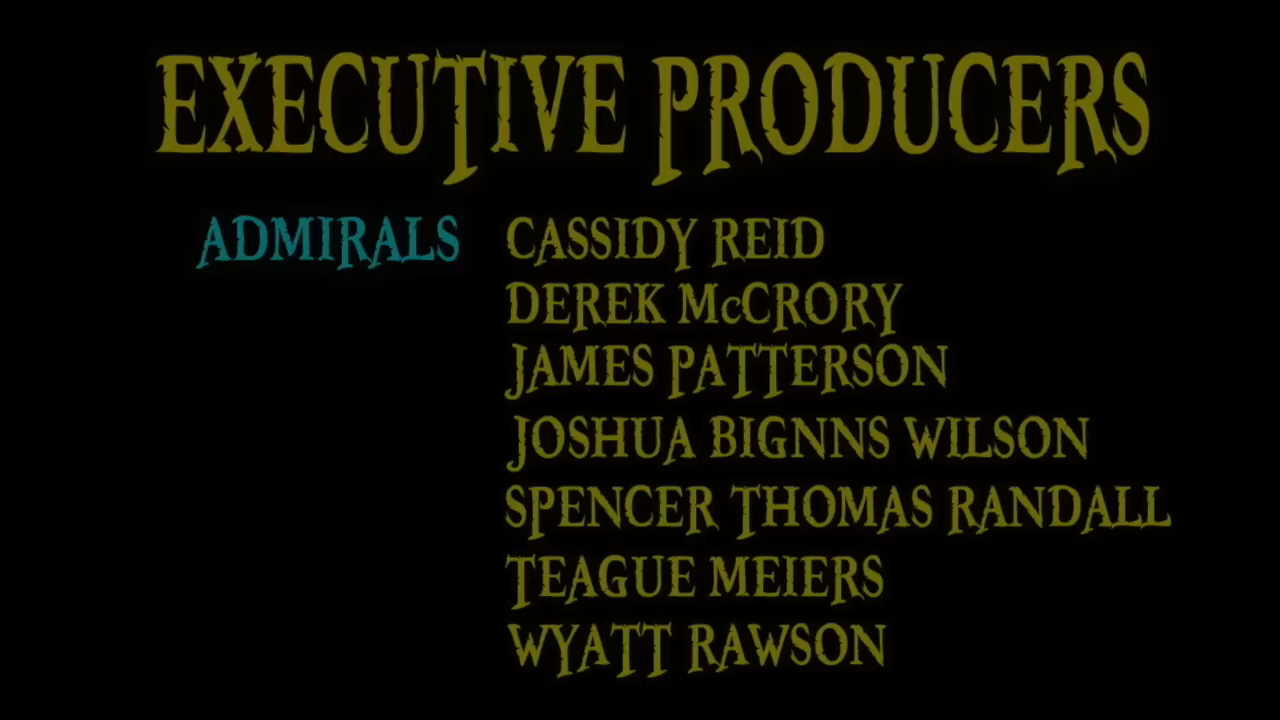 EXECUTIVE PRODUCERS
ADMIRALS CASSIDY REID
DEREK McCRORY
JAMES PATTERSON
JOSHUA BIGNNS WILSON
SPENCER THOMAS RANDALL
TEAGUE MEIERS
WYATT RAWSON